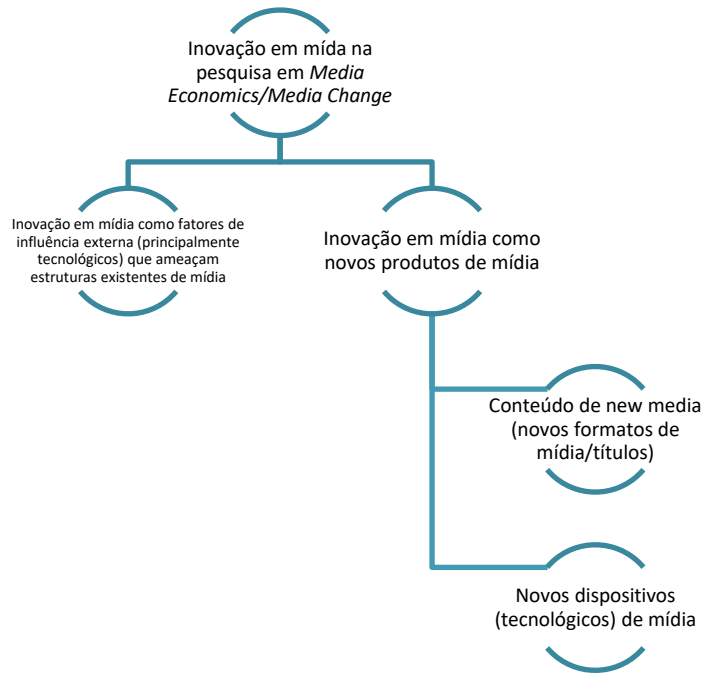 Inovação em mída na
pesquisa em Media
Economics/Media Change
Inovação em mídia como fatores de
influência externa (principalmente
tecnológicos) que ameaçam
estruturas existentes de mídia
Inovação em mídia como
novos produtos de mídia
Conteúdo de new media
(novos formatos de
mídia/títulos)
Novos dispositivos
(tecnológicos) de mídia